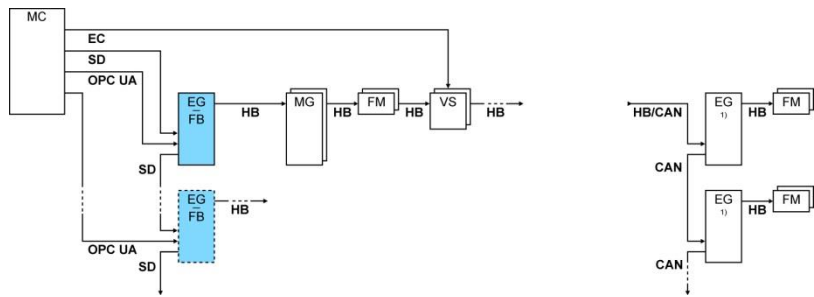 MC
EC
SD
OPC UA
EG
–
FB
HB
MG
HB
FM
HB
VS
HB
HB/CAN
EG
1)
HB
FM
SD
CAN
EG
–
FB
HB
EG
1)
HB
FM
OPC UA
SD
CAN